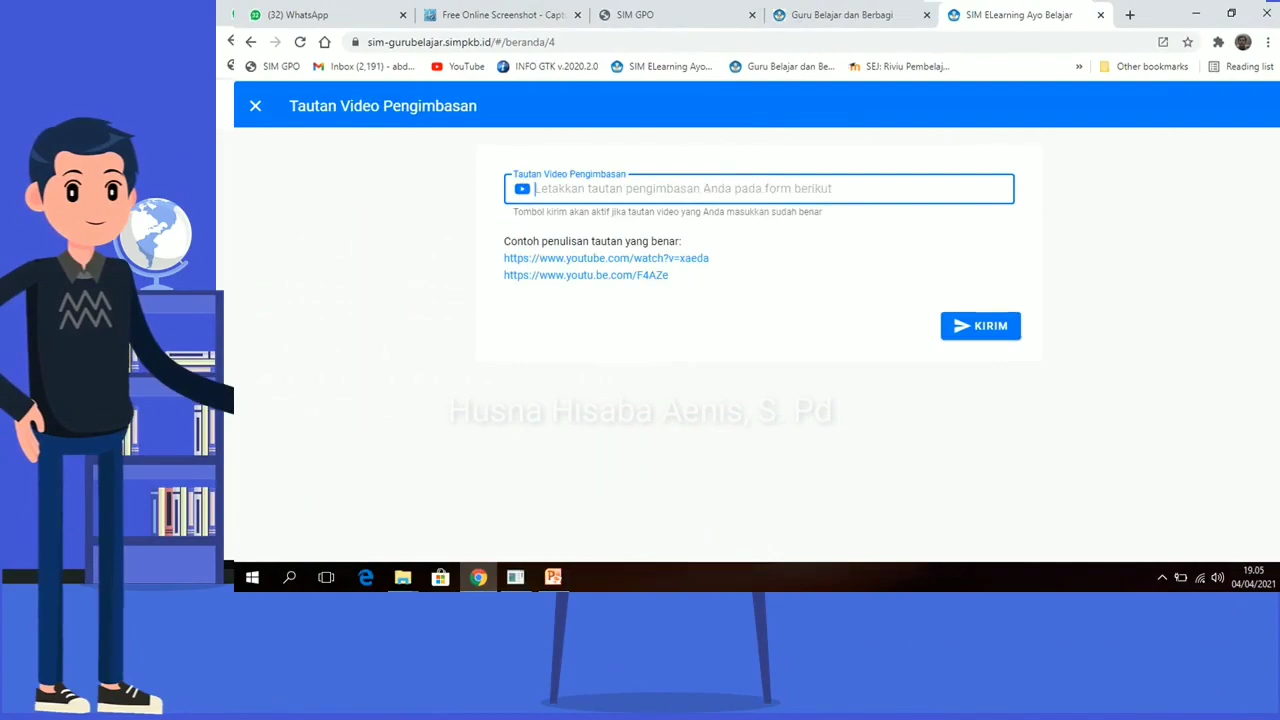 (32) WhatsApp
Free Online Screenshot - Capt
SIM GPO
Guru Belajar dan Berbagi
SIM ELearning Ayo Belajar
sim-gurubelajar.simpkb.id/#/beranda/4
SIM GPO
Inbox (2,191) - abd...
YouTube
INFO GTK v.2020.2.0
SIM ELearning Ayo...
Guru Belajar dan Be...
SEJ: Riviu Pembelaj...
»
Other bookmarks
Reading list
Tautan Video Pengimbasan
Tautan Video Pengimbasan
Letakkan tautan pengimbasan Anda pada form berikut
Tombol kirim akan aktif jika tautan video yang Anda masukkan sudah benar
Contoh penulisan tautan yang benar:
https://www.youtube.com/watch?v=xaeda
https://www.youtu.be.com/F4AZe
KIRIM
Husna Hisaba Aenis, S. Pd
19.05
04/04/2021